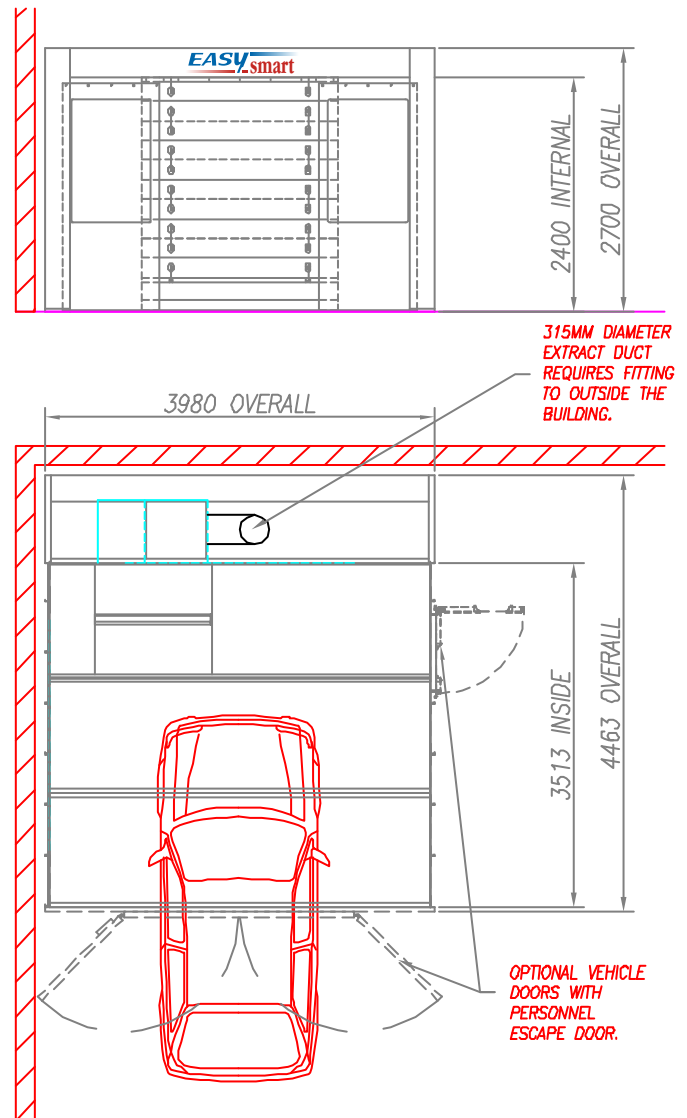 EASY smart
2400 INTERNAL
2700 OVERALL
315MM DIAMETER
EXTRACT DUCT
REQUIRES FITTING
TO OUTSIDE THE
BUILDING.
3980 OVERALL
3513 INSIDE
4463 OVERALL
OPTIONAL VEHICLE
DOORS WITH
PERSONNEL
ESCAPE DOOR.